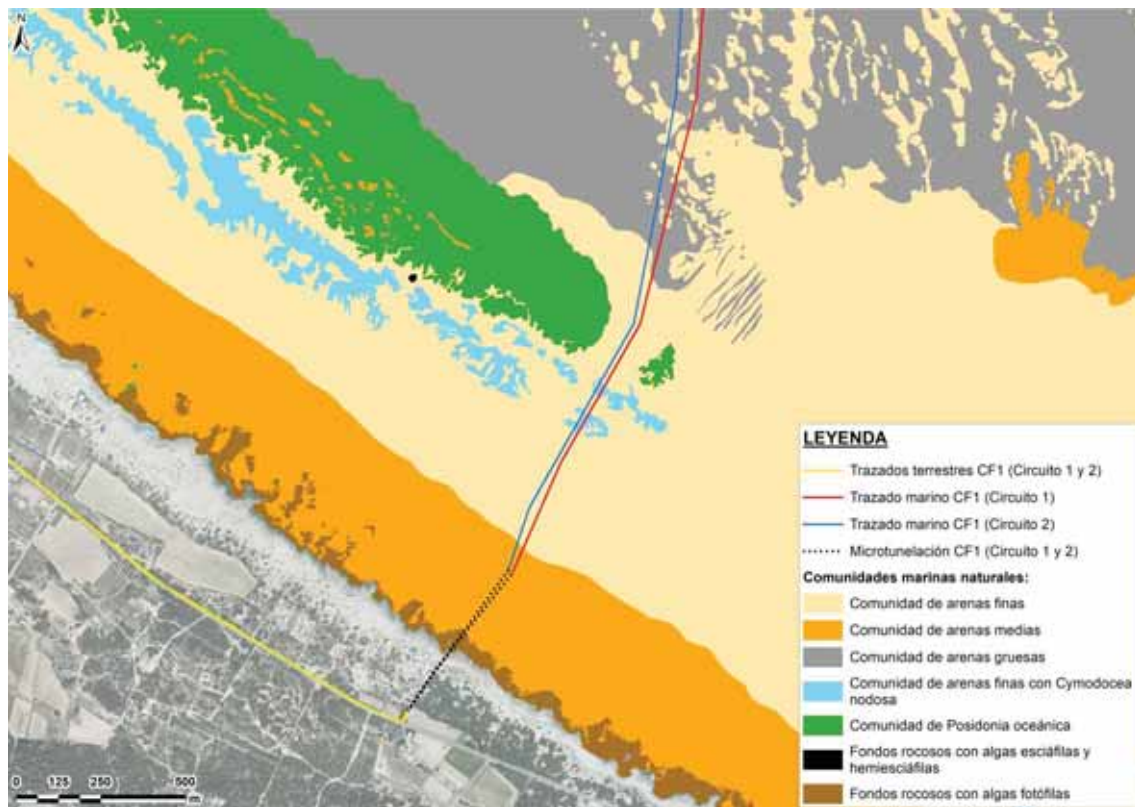 N
LEYENDA
Trazados terrestres CF1 (Circuito 1 y 2)
Trazado marino CF1 (Circuito 1)
Trazado marino CF1 (Circuito 2)
Microtunelación CF1 (Circuito 1 y 2)
Comunidades marinas naturales:
Comunidad de arenas finas
Comunidad de arenas medias
Comunidad de arenas gruesas
Comunidad de arenas finas con Cymodocea
nodosa
Comunidad de Posidonia oceánica
Fondos rocosos con algas esciáfilas y
hemiesciáfilas
Fondos rocosos con algas fotófilas
0 125 250 500
m